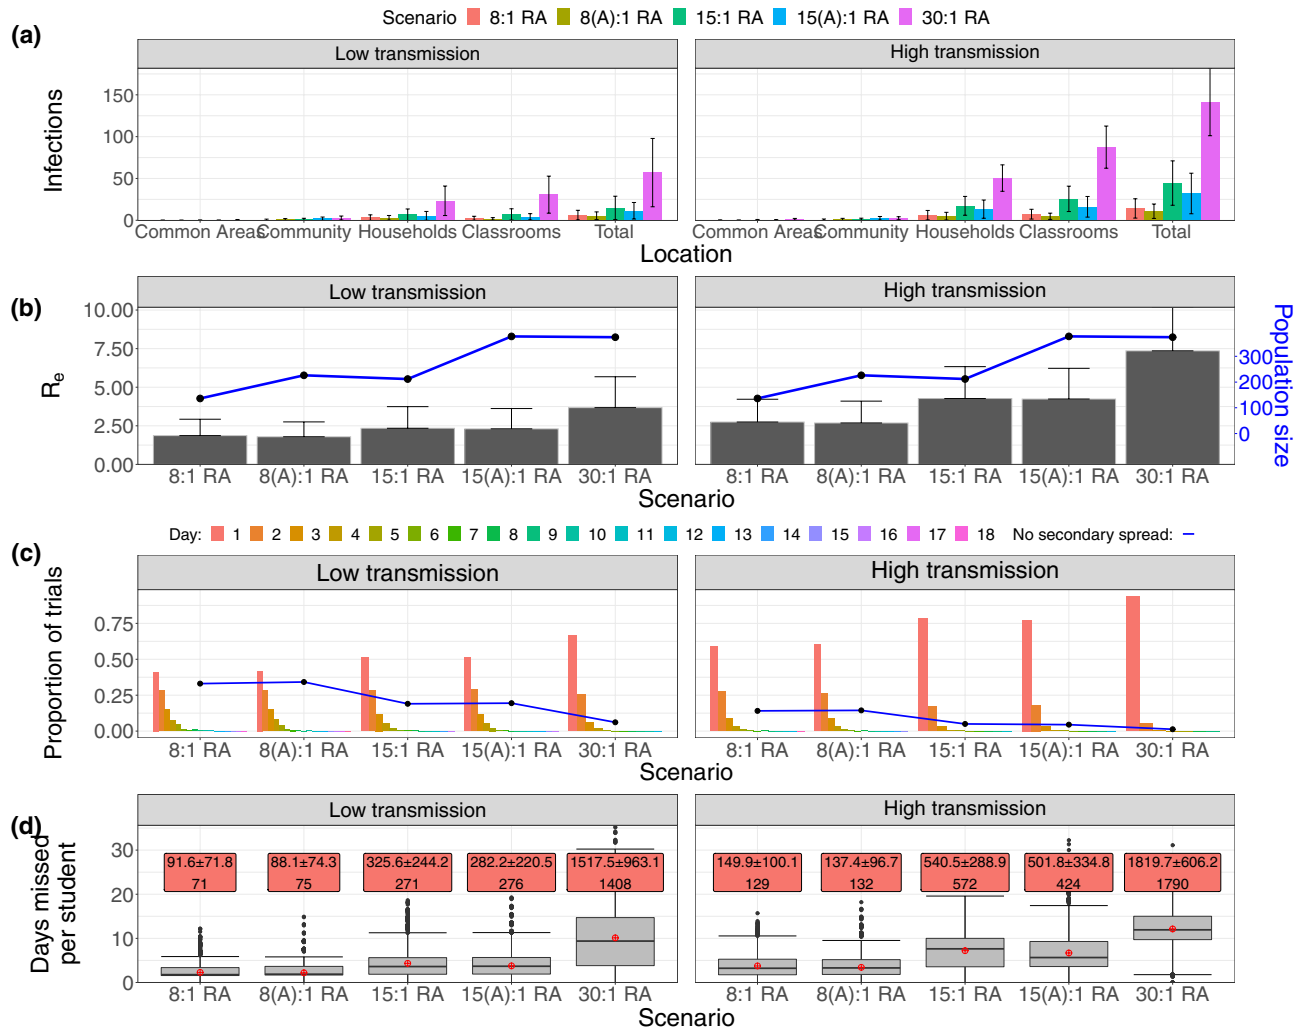 Scenario 8:1 RA 8(A):1 RA 15:1 RA 15(A):1 RA 30:1 RA
(a)
Low transmission High transmission
Infections
150
100
50
0
Common Areas Community Households Classrooms Total Common Areas Community Households Classrooms Total
Location
(b)
Low transmission High transmission
Re
10.00
7.50
5.00
2.50
0.00
Population size
300
200
100
0
8:1 RA 8(A):1 RA 15:1 RA 15(A):1 RA 30:1 RA 8:1 RA 8(A):1 RA 15:1 RA 15(A):1 RA 30:1 RA
Scenario
Day: 1 2 3 4 5 6 7 8 9 10 11 12 13 14 15 16 17 18 No secondary spread:
(c)
Low transmission High transmission
Proportion of trials
0.75
0.50
0.25
0.00
8:1 RA 8(A):1 RA 15:1 RA 15(A):1 RA 30:1 RA 8:1 RA 8(A):1 RA 15:1 RA 15(A):1 RA 30:1 RA
Scenario
(d)
Low transmission High transmission
Days missed
per student
30
20
10
0
91.6±71.8 88.1±74.3 325.6±244.2 282.2±220.5 1517.5±963.1 149.9±100.1 137.4±96.7 540.5±288.9 501.8±334.8 1819.7±606.2
71 75 271 276 1408 129 132 572 424 1790
8:1 RA 8(A):1 RA 15:1 RA 15(A):1 RA 30:1 RA 8:1 RA 8(A):1 RA 15:1 RA 15(A):1 RA 30:1 RA
Scenario